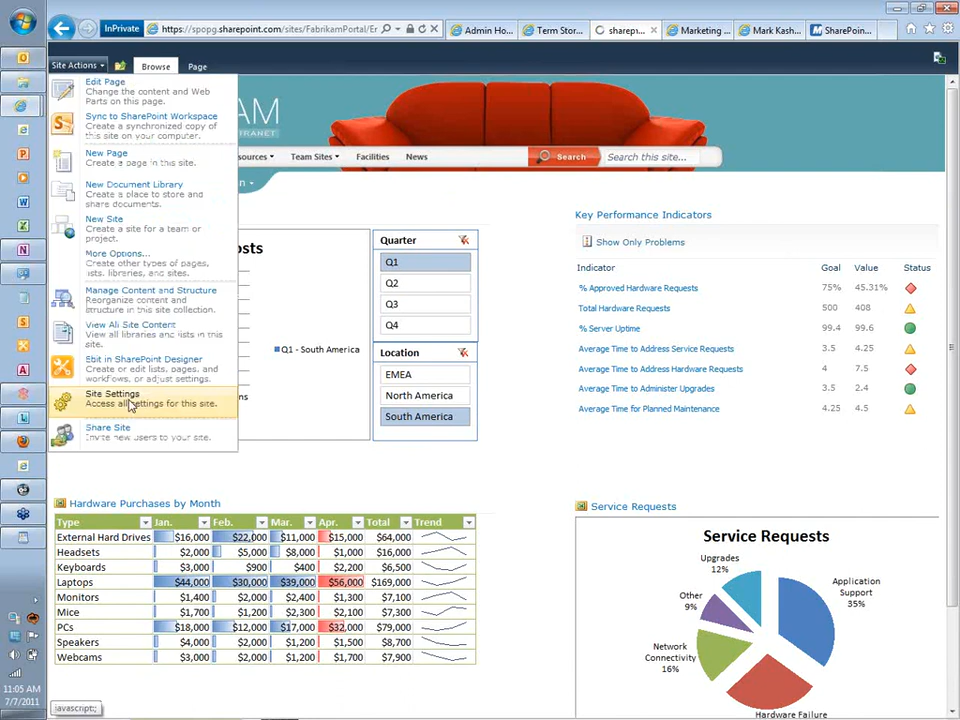 InPrivate
https://spopg.sharepoint.com/sites/FabrikamPortal/Er
Admin Ho...
Term Stor...
sharep...
Marketing ...
Mark Kash...
SharePoin...
Site Actions
Browse
Page
Edit Page
Change the content and Web
Parts on this page.
Sync to SharePoint Workspace
Create a synchronized copy of
this site on your computer.
New Page
Create a page in this site.
New Document Library
Create a place to store and
share documents.
New Site
Create a site for a team or
project.
More Options...
Create other types of pages,
lists, libraries, and sites.
Manage Content and Structure
Reorganize content and
structure in this site collection.
View All Site Content
View all libraries and lists in this
site.
Edit in SharePoint Designer
Create or edit lists, pages, and
workflows, or adjust settings.
Site Settings
Access all settings for this site.
Share Site
Invite new users to your site.
AM
ETRANET
sources
Team Sites
Facilities
News
Search
Search this site...
osts
Q1 - South America
Quarter
Q1
Q2
Q3
Q4
Location
EMEA
North America
South America
Key Performance Indicators
Show Only Problems
Indicator Goal Value Status
% Approved Hardware Requests 75% 45.31%
Total Hardware Requests 500 408
% Server Uptime 99.4 99.6
Average Time to Address Service Requests 3.5 4.25
Average Time to Address Hardware Requests 4 7.5
Average Time to Administer Upgrades 3.5 2.4
Average Time for Planned Maintenance 4.25 4.5
Hardware Purchases by Month
Type Jan. Feb. Mar. Apr. Total Trend
External Hard Drives $16,000 $22,000 $11,000 $15,000 $64,000
Headsets $2,000 $5,000 $8,000 $1,000 $16,000
Keyboards $3,000 $900 $400 $2,200 $6,500
Laptops $44,000 $30,000 $39,000 $56,000 $169,000
Monitors $1,400 $2,000 $2,400 $1,300 $7,100
Mice $1,700 $1,200 $2,300 $2,100 $7,300
PCs $18,000 $12,000 $17,000 $32,000 $79,000
Speakers $4,000 $2,000 $1,200 $1,500 $8,700
Webcams $3,000 $2,000 $1,200 $1,700 $7,900
Service Requests
Service Requests
Upgrades
12%
Other
9%
Network
Connectivity
16%
Application
Support
35%
Hardware Failure
javascript:;
11:05 AM
7/7/2011